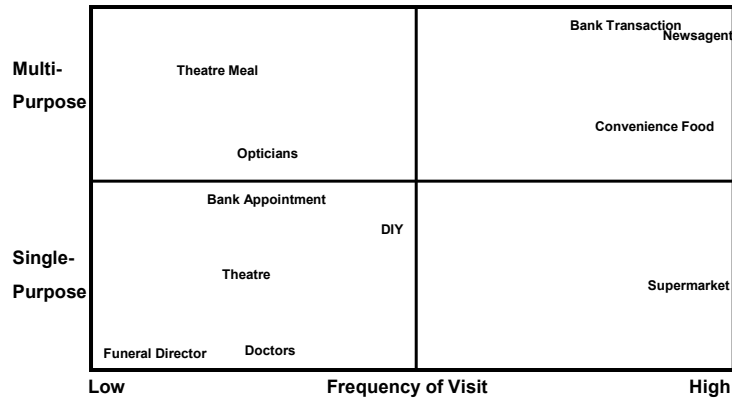 Bank Transaction
Newsagent
Multi-
Purpose
Theatre Meal
Convenience Food
Opticians
Bank Appointment
DIY
Single-
Purpose
Theatre
Supermarket
Funeral Director
Doctors
Low
Frequency of Visit
High